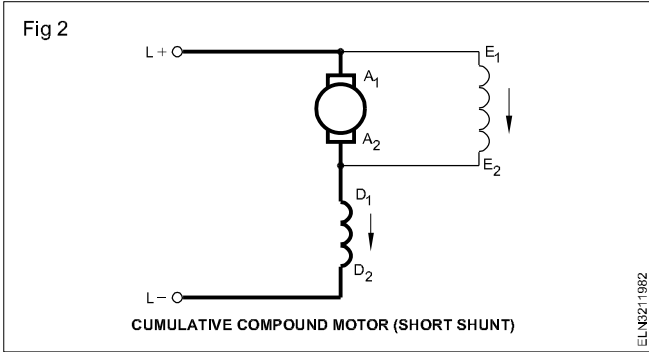 Fig 2
L +
A1
A2
E1
E2
D1
D2
L –
CUMULATIVE COMPOUND MOTOR (SHORT SHUNT)
ELN3211982